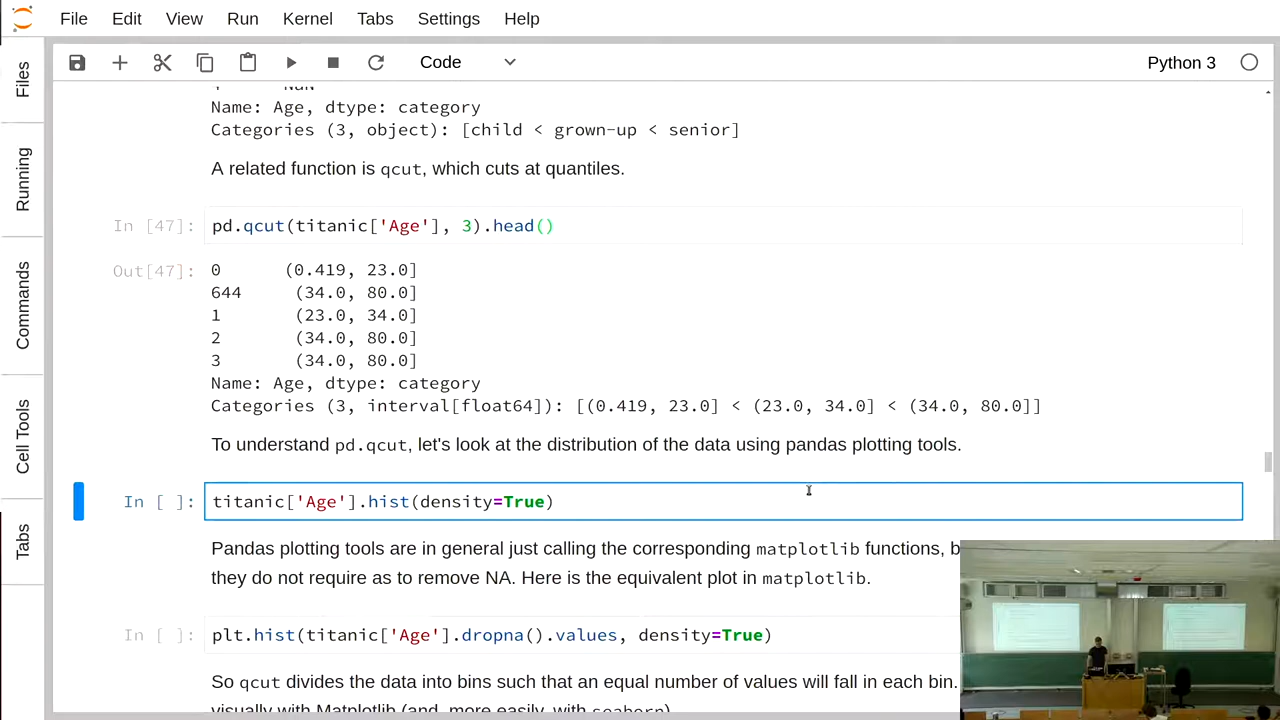 File Edit View Run Kernel Tabs Settings Help
Files
Running
Commands
Cell Tools
Tabs
Code
Python 3
Name: Age, dtype: category
Categories (3, object): [child < grown-up < senior]
A related function is qcut, which cuts at quantiles.
In [47]: pd.qcut(titanic['Age'], 3).head()
Out[47]: 0 (0.419, 23.0]
644 (34.0, 80.0]
1 (23.0, 34.0]
2 (34.0, 80.0]
3 (34.0, 80.0]
Name: Age, dtype: category
Categories (3, interval[float64]): [(0.419, 23.0] < (23.0, 34.0] < (34.0, 80.0]]
To understand pd.qcut, let's look at the distribution of the data using pandas plotting tools.
In [ ]: titanic['Age'].hist(density=True)
Pandas plotting tools are in general just calling the corresponding matplotlib functions,
they do not require as to remove NA. Here is the equivalent plot in matplotlib.
In [ ]: plt.hist(titanic['Age'].dropna().values, density=True)
So qcut divides the data into bins such that an equal number of values will fall in each bin.
visually with Matplotlib (and, more easily, with seaborn)